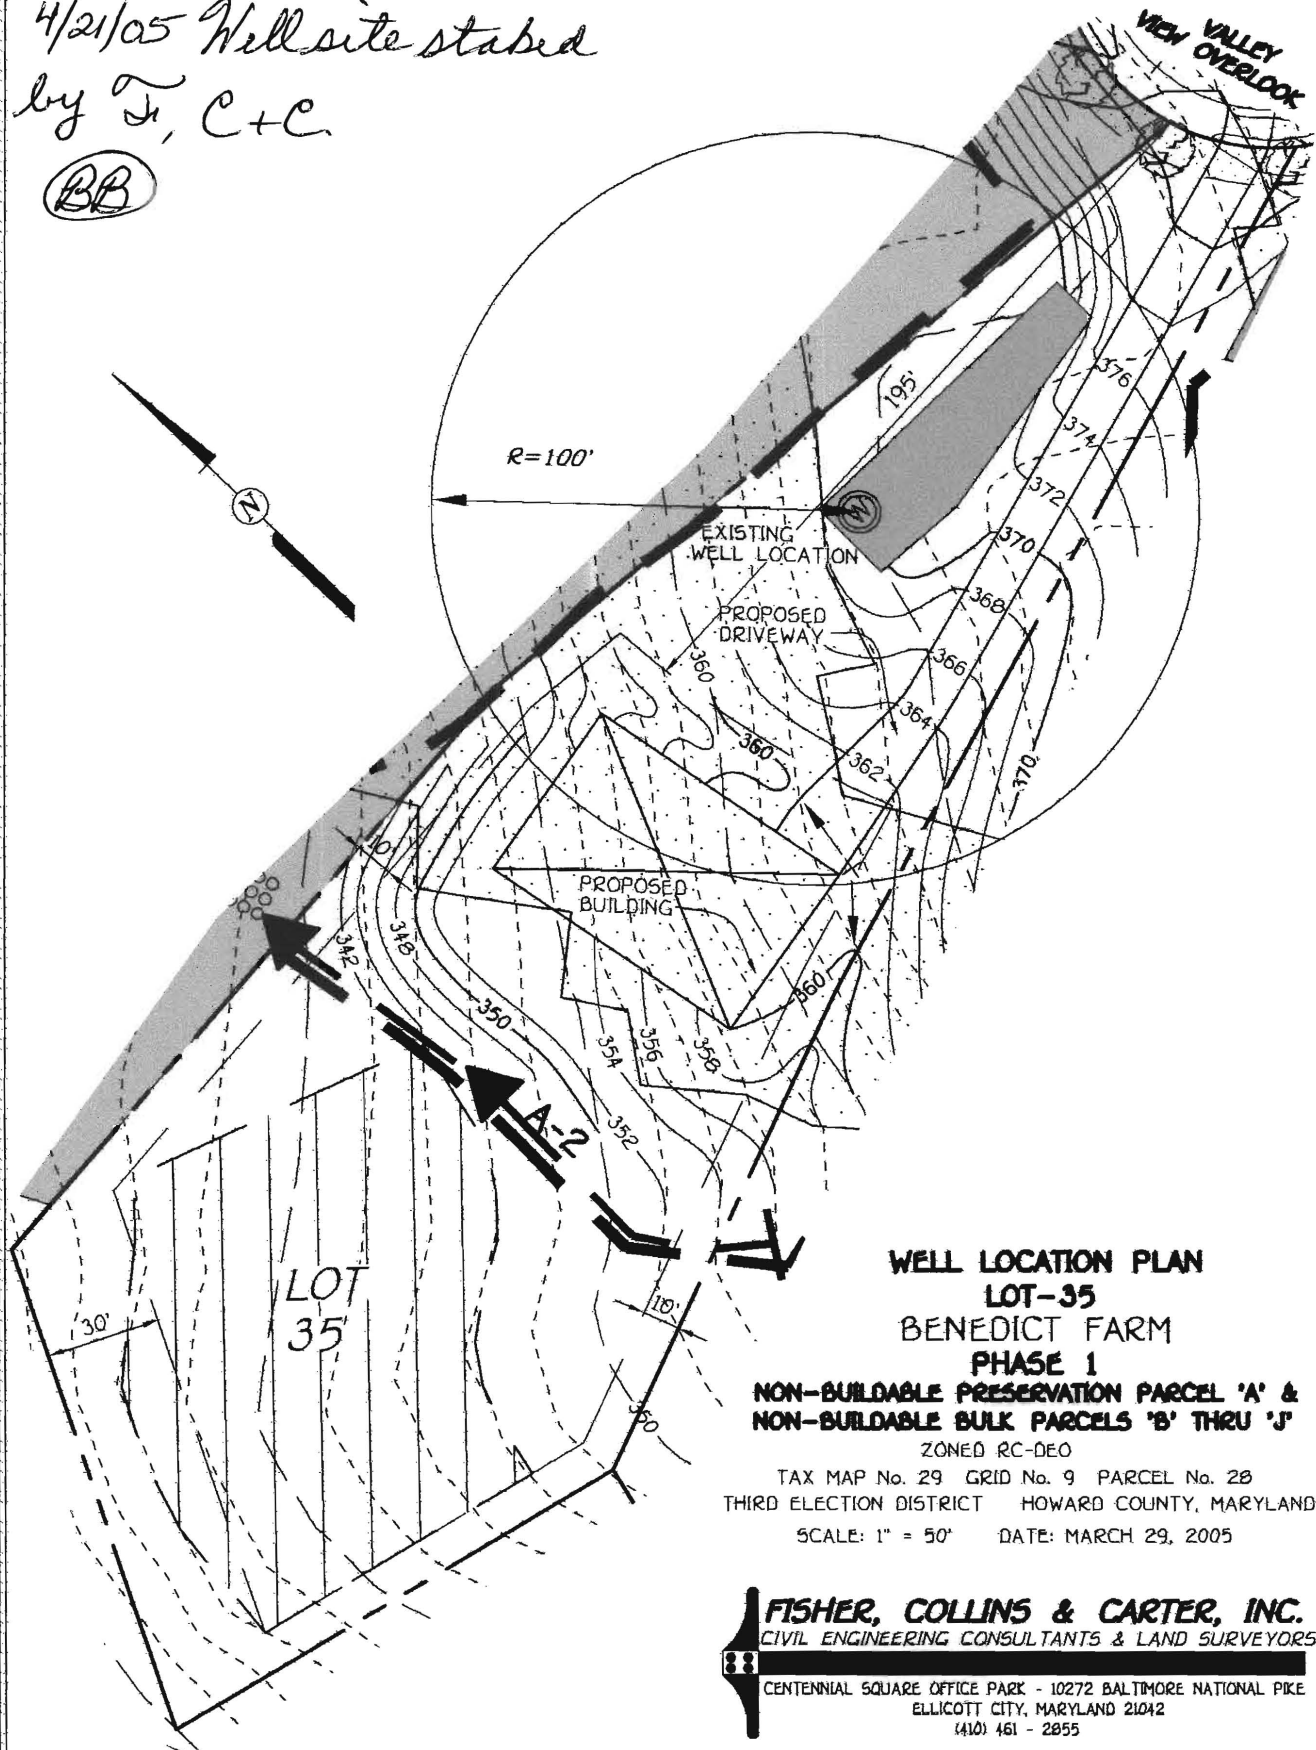 4/21/05 Well site staked
by F, C+C.
BB
VALLEY
VIEW OVERLOOK
R=100'
195'
376
374
372
370
368
366
364
362
370
W
N
EXISTING
WELL LOCATION
PROPOSED
DRIVEWAY
360
360
10'
PROPOSED
BUILDING
342
348
350
360
354
356
358
352
A-2
LOT
35
30'
10'
350
WELL LOCATION PLAN
LOT-35
BENEDICT FARM
PHASE 1
NON-BUILDABLE PRESERVATION PARCEL 'A' &
NON-BUILDABLE BULK PARCELS 'B' THRU 'J'
ZONED RC-DEO
TAX MAP No. 29 GRID No. 9 PARCEL No. 28
THIRD ELECTION DISTRICT HOWARD COUNTY, MARYLAND
SCALE: 1" = 50' DATE: MARCH 29, 2005
FISHER, COLLINS & CARTER, INC.
CIVIL ENGINEERING CONSULTANTS & LAND SURVEYORS
CENTENNIAL SQUARE OFFICE PARK - 10272 BALTIMORE NATIONAL PIKE
ELLICOTT CITY, MARYLAND 21042
(410) 461 - 2855